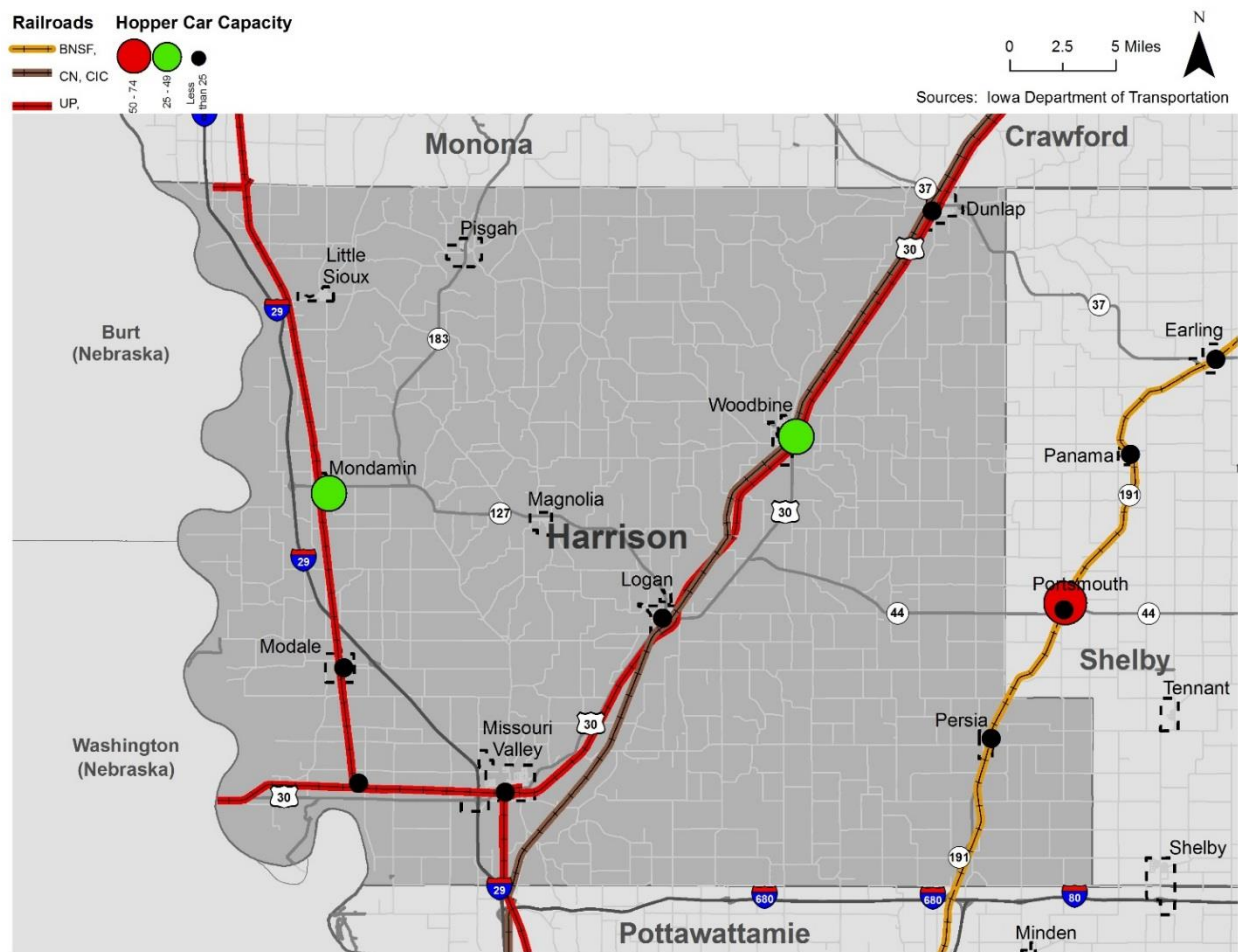 Railroads
Hopper Car Capacity
BNSF,
CN, CIC
UP,
50 - 74
25 - 49
Less
than 25
N
0 2.5 5 Miles
Sources: Iowa Department of Transportation
Monona
Crawford
37
Dunlap
Pisgah
30
Little
Sioux
29
37
Burt
(Nebraska)
183
Earling
Woodbine
Panama
Mondamin
191
Magnolia
127
30
Harrison
29
Logan
Portsmouth
44
44
Modale
Shelby
Tennant
Missouri
Valley
30
Persia
Washington
(Nebraska)
30
Shelby
191
29
680
680
80
Pottawattamie
Minden